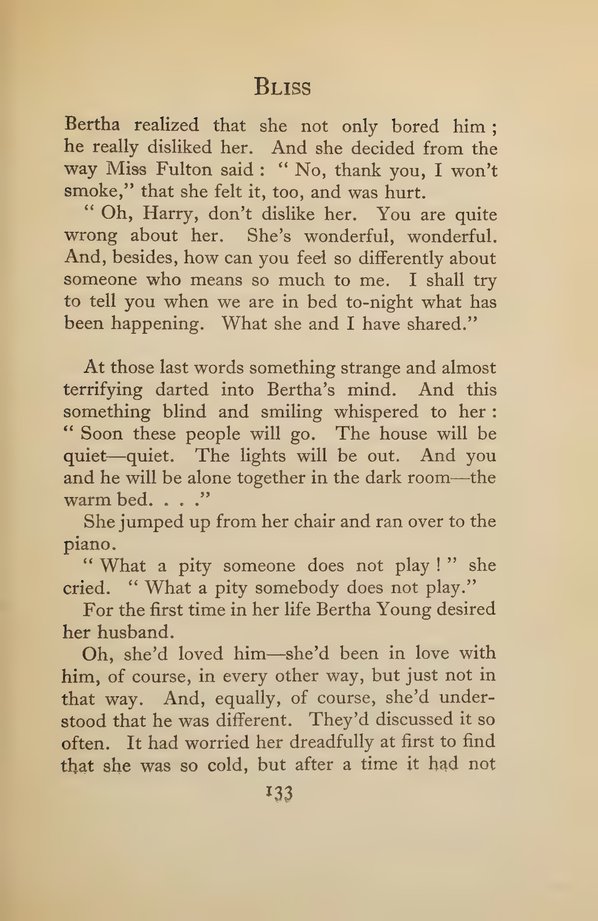 Bliss
Bertha realized that she not only bored him ;
he really disliked her. And she decided from the
way Miss Fulton said : “ No, thank you, I won’t
smoke,” that she felt it, too, and was hurt.
“ Oh, Harry, don’t dislike her. You are quite
wrong about her. She’s wonderful, wonderful.
And, besides, how can you feel so differently about
someone who means so much to me. I shall try
to tell you when we are in bed to-night what has
been happening. What she and I have shared.”
At those last words something strange and almost
terrifying darted into Bertha’s mind. And this
something blind and smiling whispered to her :
“ Soon these people will go. The house will be
quiet—quiet. The lights will be out. And you
and he will be alone together in the dark room—the
warm bed. . . .”
She jumped up from her chair and ran over to the
piano.
“ What a pity someone does not play ! ” she
cried. “ What a pity somebody does not play.”
For the first time in her life Bertha Young desired
her husband.
Oh, she’d loved him—she’d been in love with
him, of course, in every other way, but just not in
that way. And, equally, of course, she’d under-
stood that he was different. They’d discussed it so
often. It had worried her dreadfully at first to find
that she was so cold, but after a time it had not
133